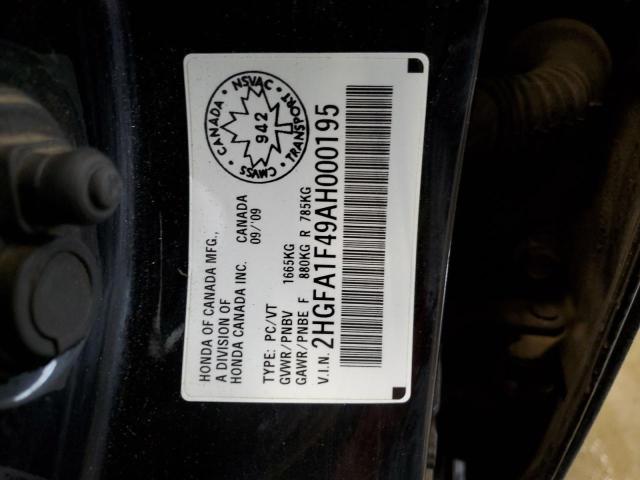 HONDA OF CANADA MFG.,
A DIVISION OF
HONDA CANADA INC. CANADA
09/'09
TYPE: PC/VT
GVWR/PNBV 1665KG
GAWR/PNBE F 880KG R 785KG
V.I.N. 2HGFA1F49AH000195
CANADA · NSVAC · TRANSPORT · CMVSS ·
942